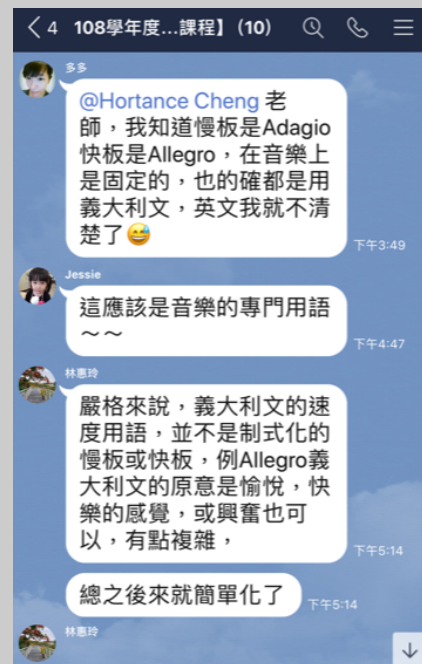 4 108學年度...課程】(10)
多多
@Hortance Cheng 老
師，我知道慢板是Adagio
快板是Allegro，在音樂上
是固定的，也的確都是用
義大利文，英文我就不清
楚了😅
下午3:49
Jessie
這應該是音樂的專門用語
～～
下午4:47
林惠玲
嚴格來說，義大利文的速
度用語，並不是制式化的
慢板或快板，例Allegro義
大利文的原意是愉悅，快
樂的感覺，或興奮也可
以，有點複雜，
下午5:14
總之後來就簡單化了
下午5:14
林惠玲